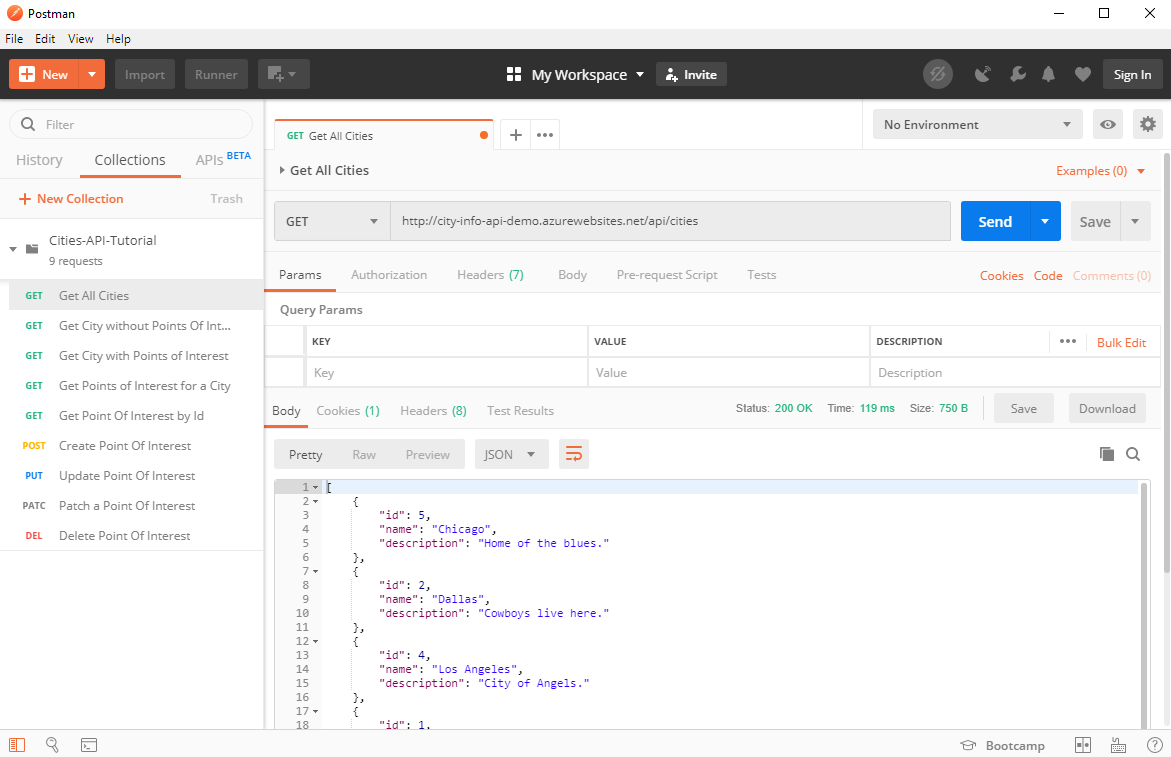 Postman
File Edit View Help
New Import Runner My Workspace Invite Sign In
Filter
History Collections APIs BETA
+ New Collection Trash
Cities-API-Tutorial
9 requests
GET Get All Cities
GET Get City without Points Of Int...
GET Get City with Points of Interest
GET Get Points of Interest for a City
GET Get Point Of Interest by Id
POST Create Point Of Interest
PUT Update Point Of Interest
PATC Patch a Point Of Interest
DEL Delete Point Of Interest
GET Get All Cities + ••• No Environment
Get All Cities Examples (0)
GET http://city-info-api-demo.azurewebsites.net/api/cities Send Save
Params Authorization Headers (7) Body Pre-request Script Tests Cookies Code Comments (0)
Query Params
KEY VALUE DESCRIPTION ••• Bulk Edit
Key Value Description
Body Cookies (1) Headers (8) Test Results Status: 200 OK Time: 119 ms Size: 750 B Save Download
Pretty Raw Preview JSON
1 [
2 {
3 "id": 5,
4 "name": "Chicago",
5 "description": "Home of the blues."
6 },
7 {
8 "id": 2,
9 "name": "Dallas",
10 "description": "Cowboys live here."
11 },
12 {
13 "id": 4,
14 "name": "Los Angeles",
15 "description": "City of Angels."
16 },
17 {
18 "id": 1,
Bootcamp